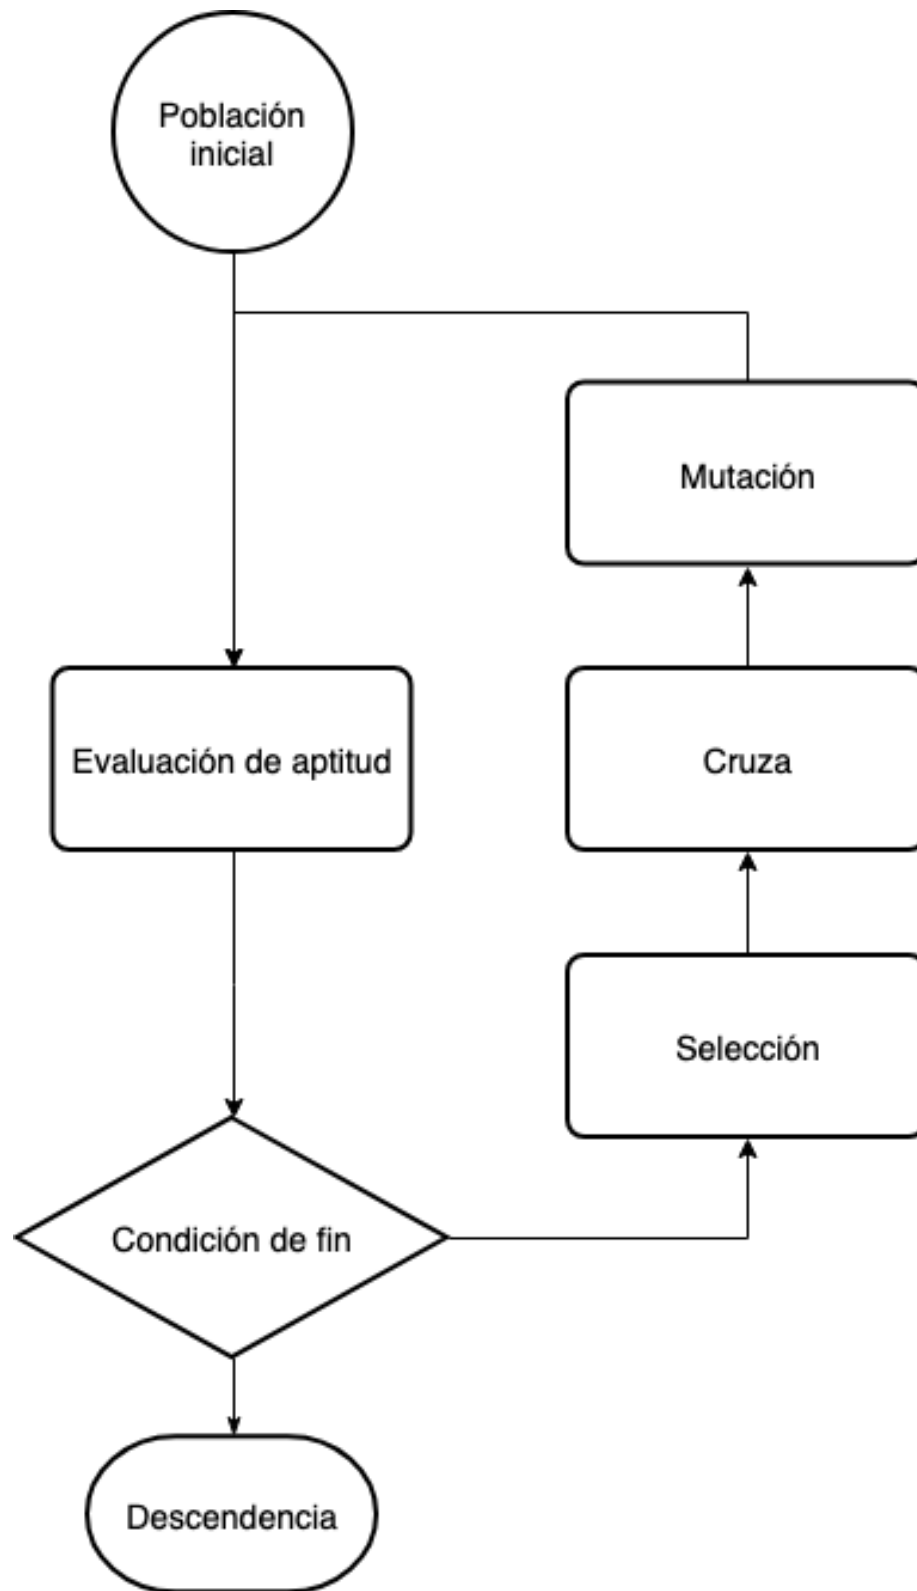 Población
inicial
Mutación
Evaluación de aptitud
Cruza
Selección
Condición de fin
Descendencia